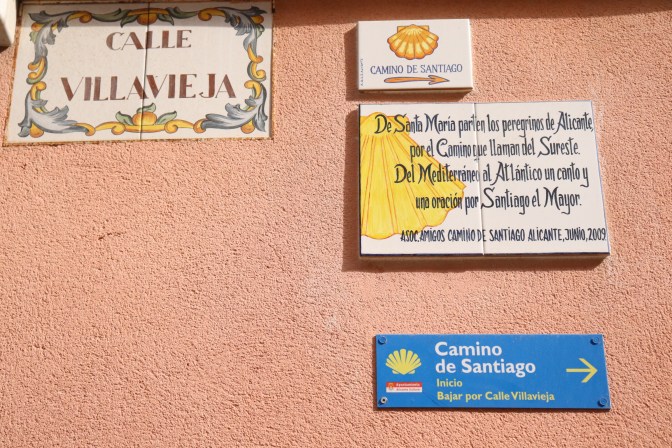 CALLE
VILLAVIEJA
CAMINO DE SANTIAGO
De Santa María parten los peregrinos de Alicante,
por el Camino que llaman del Sureste.
Del Mediterráneo al Atlántico un canto y
una oración por Santiago el Mayor.
ASOC. AMIGOS CAMINO DE SANTIAGO ALICANTE, JUNIO, 2009
Camino
de Santiago
Inicio
Bajar por Calle Villavieja